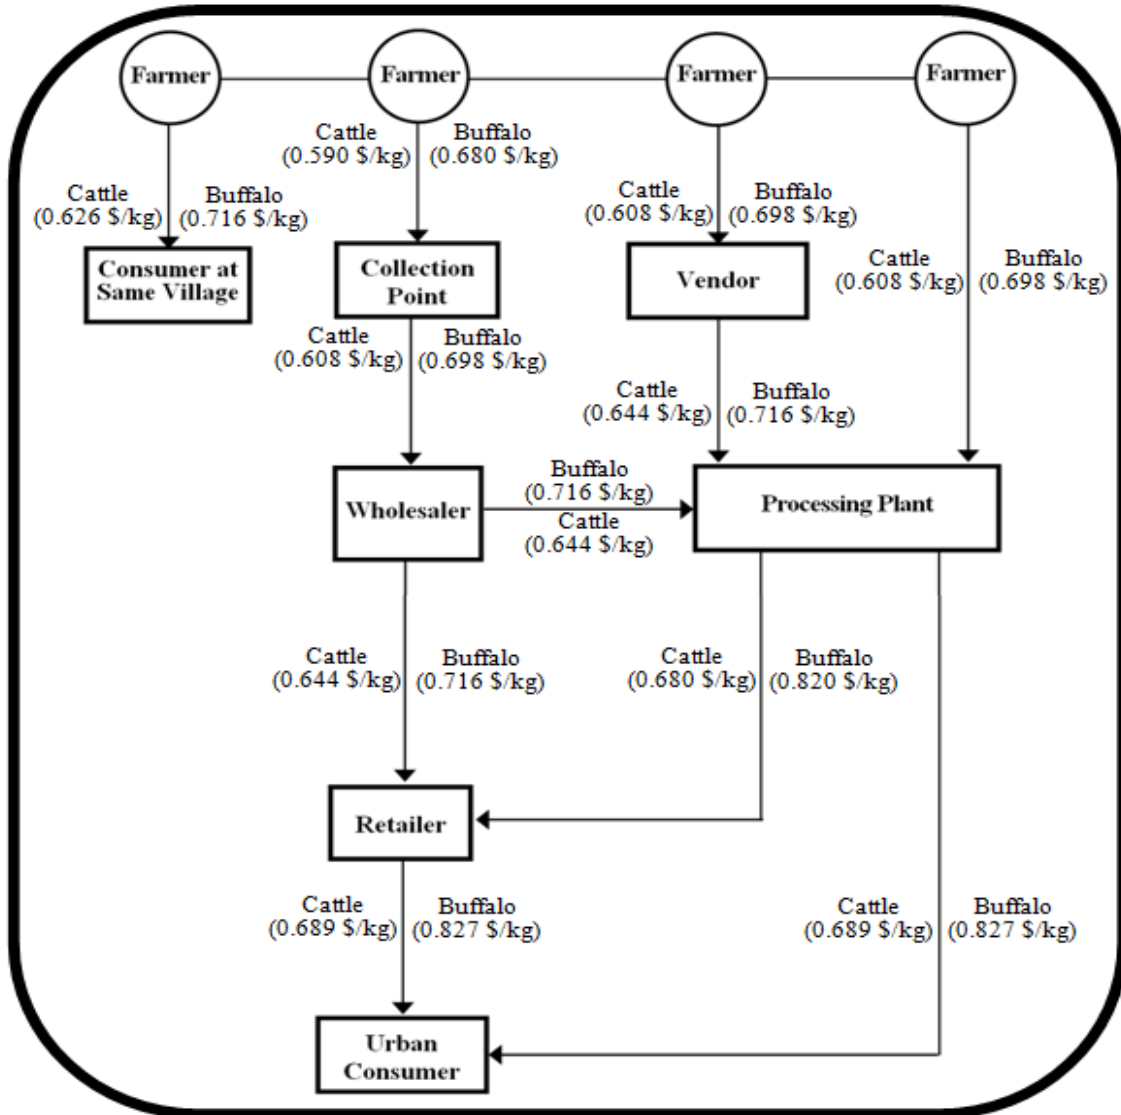 Farmer
Farmer
Farmer
Farmer
Cattle
(0.626 $/kg)
Buffalo
(0.716 $/kg)
Cattle
(0.590 $/kg)
Buffalo
(0.680 $/kg)
Cattle
(0.608 $/kg)
Buffalo
(0.698 $/kg)
Cattle
(0.608 $/kg)
Buffalo
(0.698 $/kg)
Consumer at
Same Village
Collection
Point
Vendor
Cattle
(0.608 $/kg)
Buffalo
(0.698 $/kg)
Cattle
(0.644 $/kg)
Buffalo
(0.716 $/kg)
Wholesaler
Buffalo
(0.716 $/kg)
Cattle
(0.644 $/kg)
Processing Plant
Cattle
(0.644 $/kg)
Buffalo
(0.716 $/kg)
Cattle
(0.680 $/kg)
Buffalo
(0.820 $/kg)
Retailer
Cattle
(0.689 $/kg)
Buffalo
(0.827 $/kg)
Cattle
(0.689 $/kg)
Buffalo
(0.827 $/kg)
Urban
Consumer